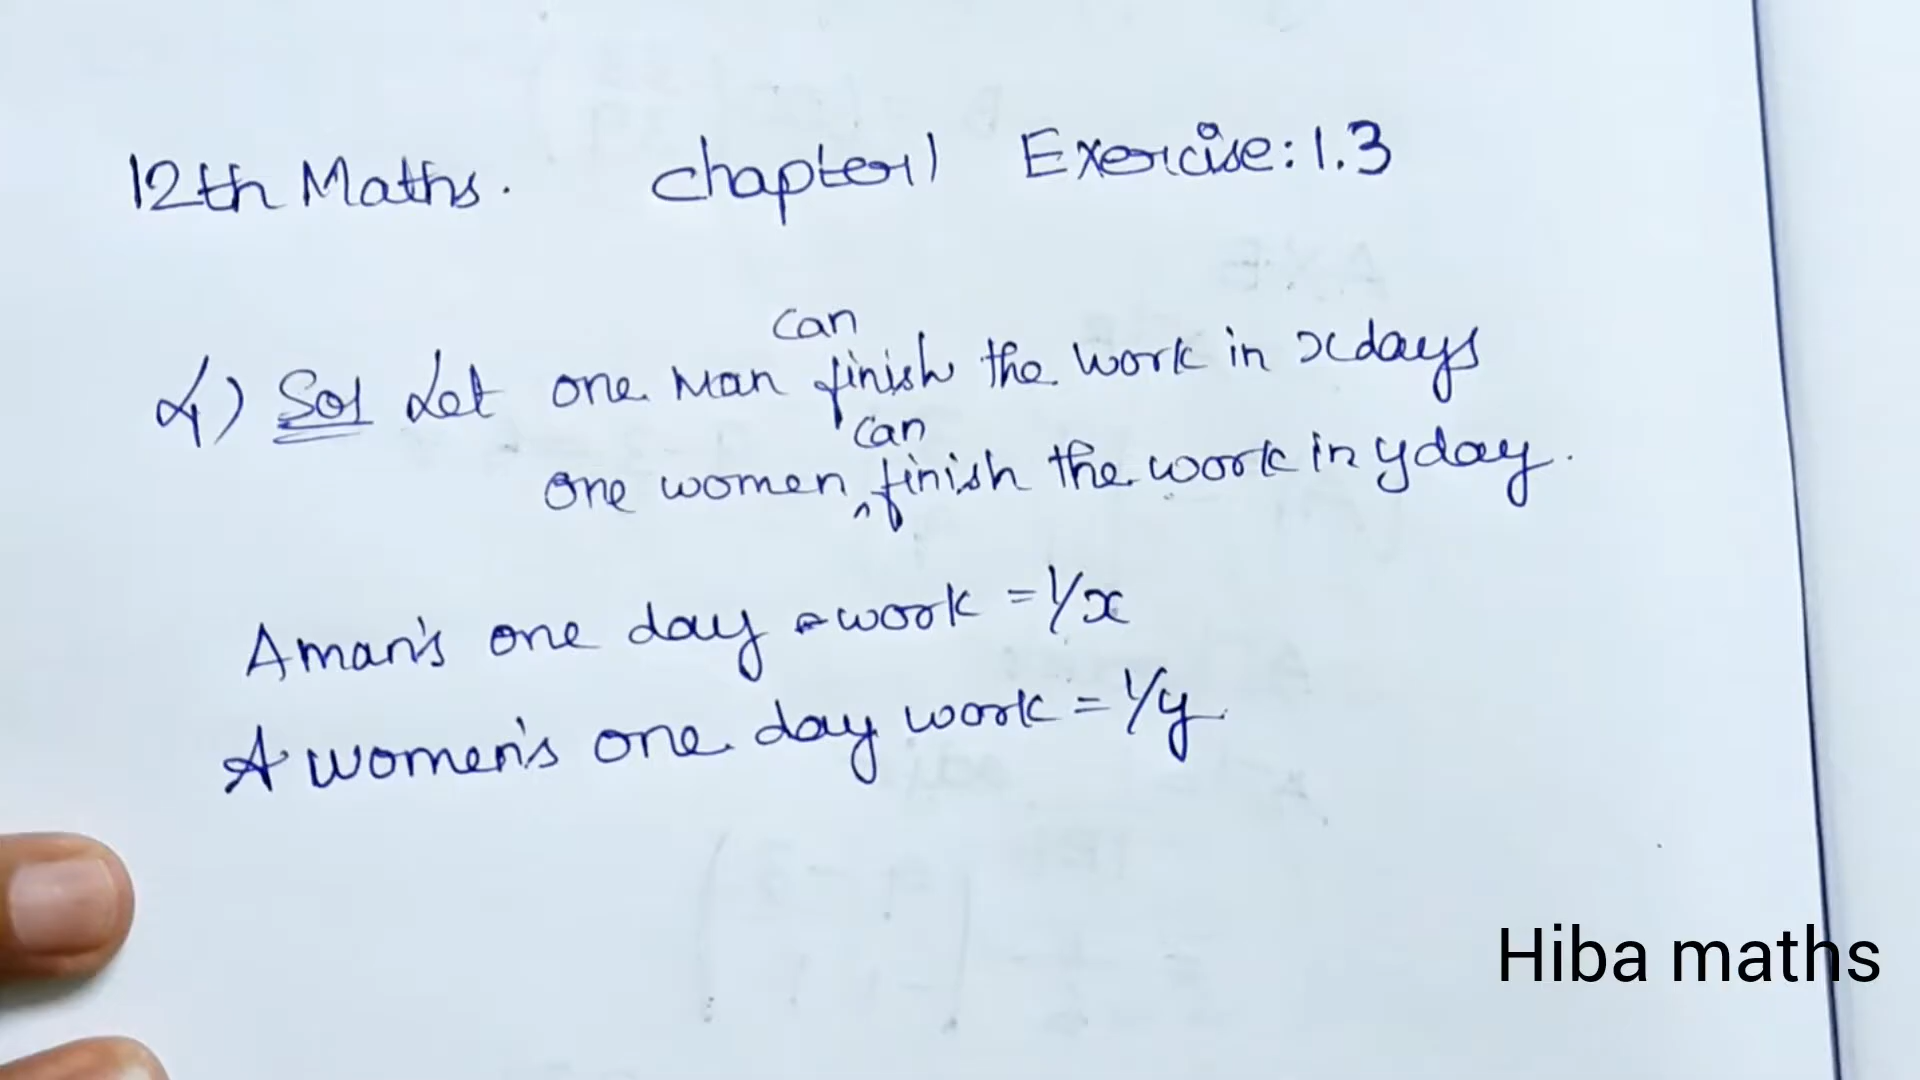 12th Maths. chapter 1 Exercise: 1.3
can
4) Sol Let one Man finish the work in x days
can
one women ^ finish the work in y day.
A man's one day work = 1/x
A women's one day work = 1/y
Hiba maths